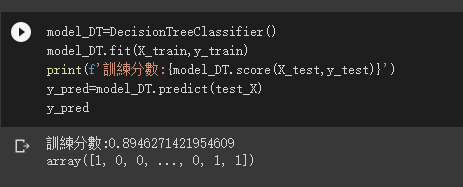 model_DT=DecisionTreeClassifier()
model_DT.fit(X_train,y_train)
print(f'訓練分數:{model_DT.score(X_test,y_test)}')
y_pred=model_DT.predict(test_X)
y_pred
訓練分數:0.8946271421954609
array([1, 0, 0, ..., 0, 1, 1])